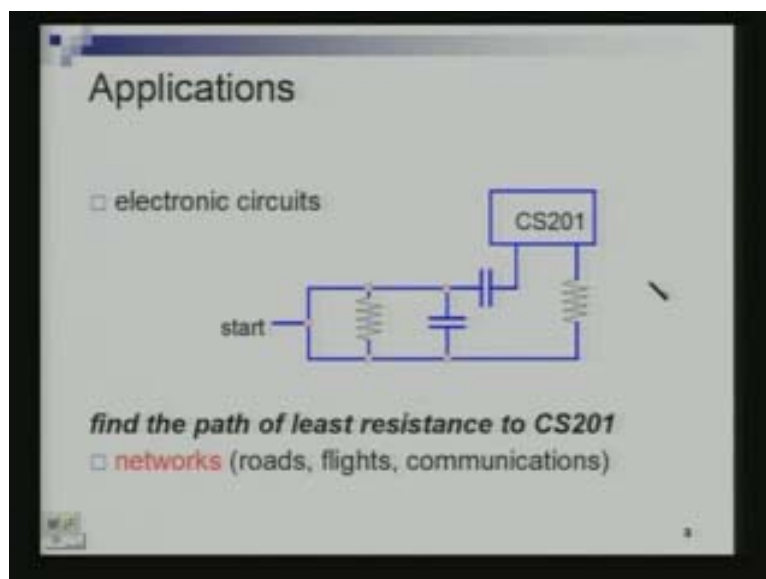 Applications
electronic circuits
CS201
start
find the path of least resistance to CS201
networks (roads, flights, communications)